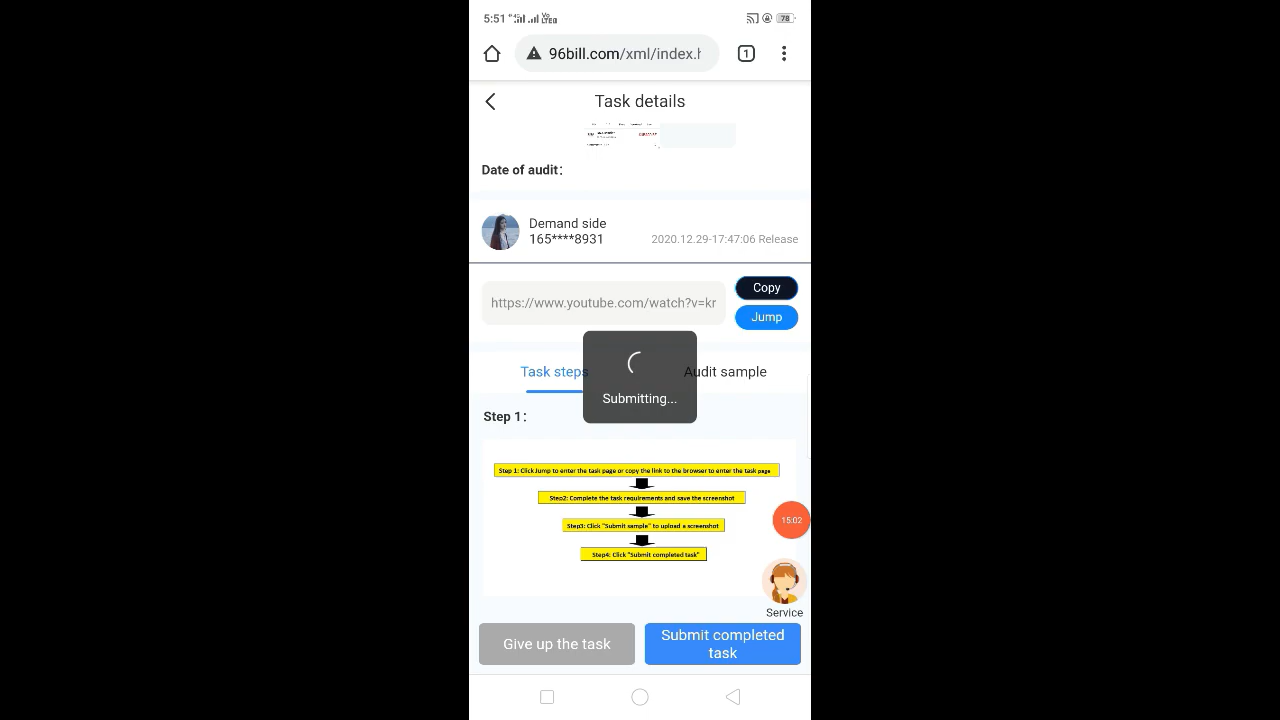 5:51
78
96bill.com/xml/index.h
1
Task details
Date of audit:
Demand side
165****8931
2020.12.29-17:47:06 Release
https://www.youtube.com/watch?v=kr
Copy
Jump
Task steps
Audit sample
Submitting...
Step 1:
Step 1: Click Jump to enter the task page or copy the link to the browser to enter the task page
Step2: Complete the task requirements and save the screenshot
Step3: Click "Submit sample" to upload a screenshot
Step4: Click "Submit completed task"
15:02
Service
Give up the task
Submit completed
task